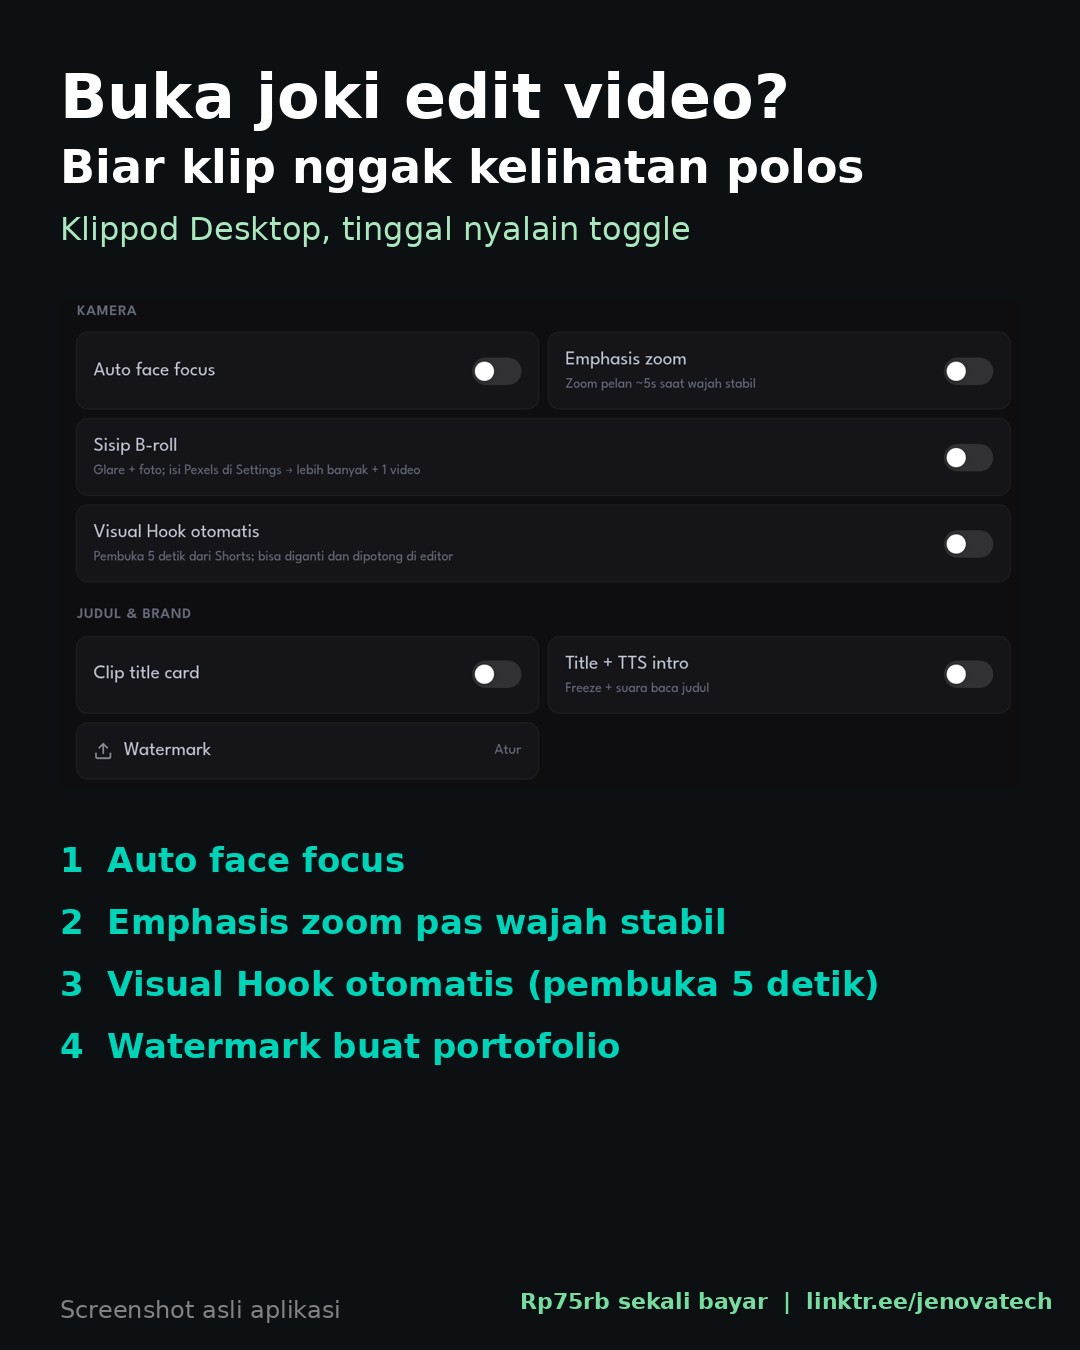 Buka joki edit video?
Biar klip nggak kelihatan polos
Klippod Desktop, tinggal nyalain toggle
KAMERA
Auto face focus
Emphasis zoom
Zoom pelan ~5s saat wajah stabil
Sisip B-roll
Glare + foto; isi Pexels di Settings → lebih banyak + 1 video
Visual Hook otomatis
Pembuka 5 detik dari Shorts; bisa diganti dan dipotong di editor
JUDUL & BRAND
Clip title card
Title + TTS intro
Freeze + suara baca judul
Watermark
Atur
1 Auto face focus
2 Emphasis zoom pas wajah stabil
3 Visual Hook otomatis (pembuka 5 detik)
4 Watermark buat portofolio
Screenshot asli aplikasi
Rp75rb sekali bayar | linktr.ee/jenovatech